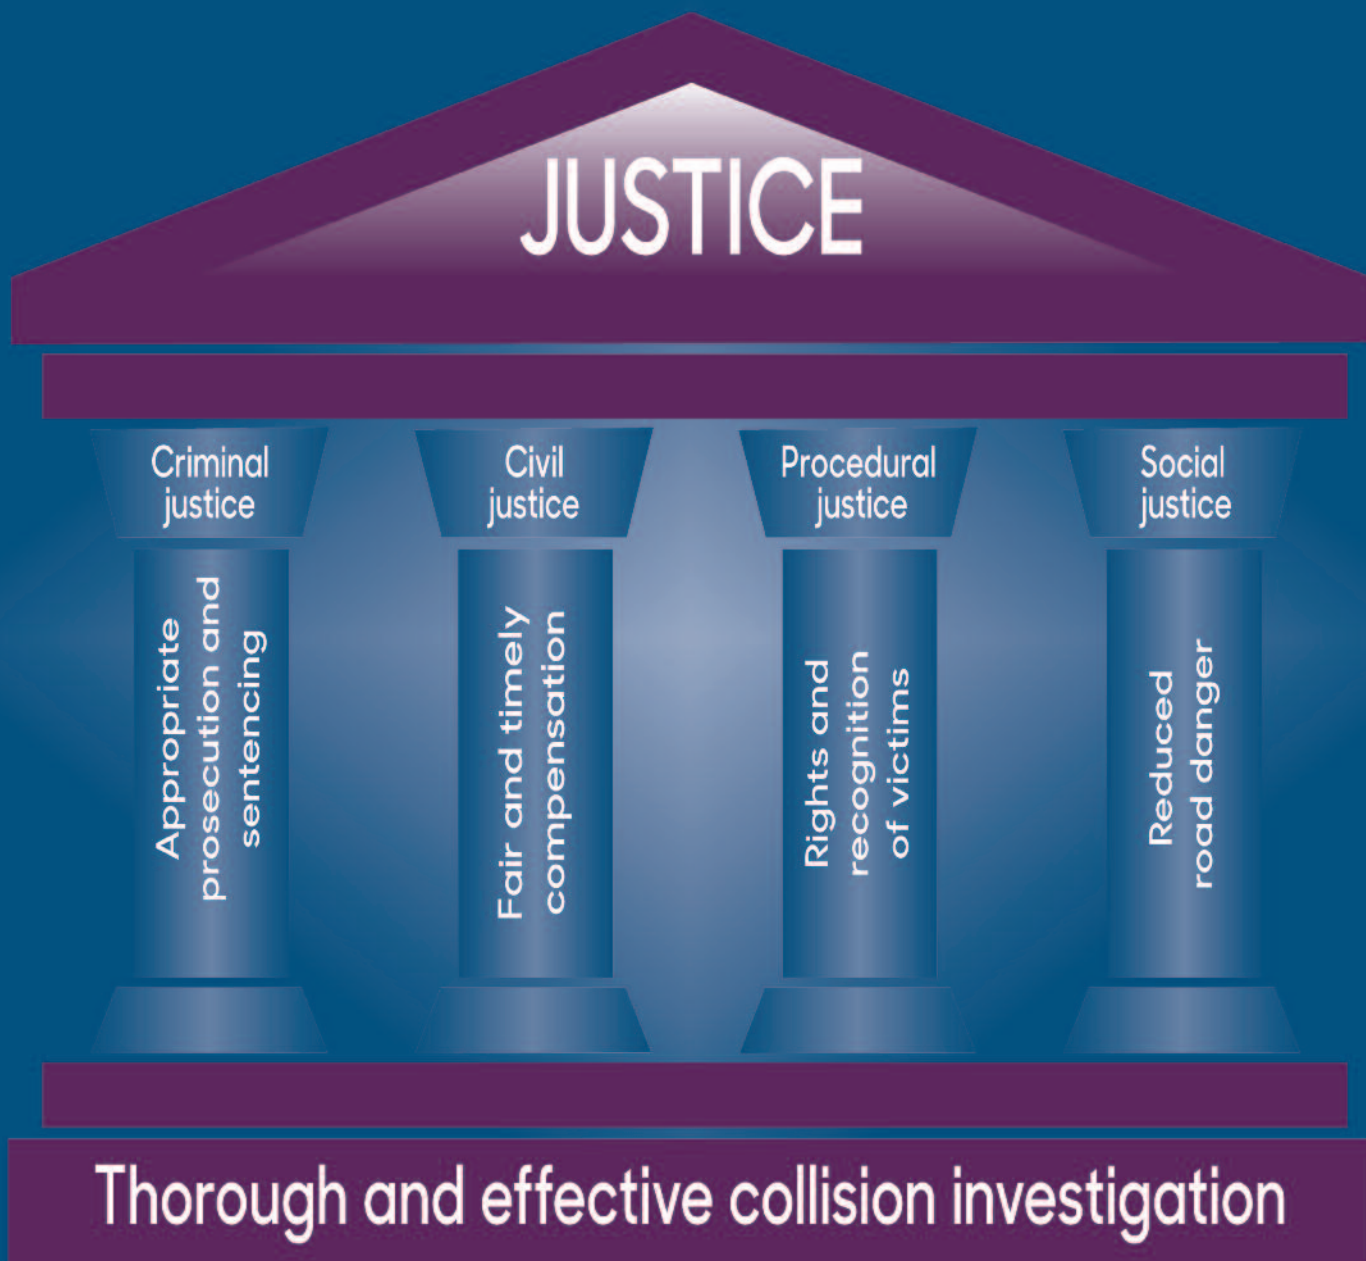 JUSTICE
Criminal
justice
Appropriate
prosecution and
sentencing
Civil
justice
Fair and timely
compensation
Procedural
justice
Rights and
recognition
of victims
Social
justice
Reduced
road danger
Thorough and effective collision investigation